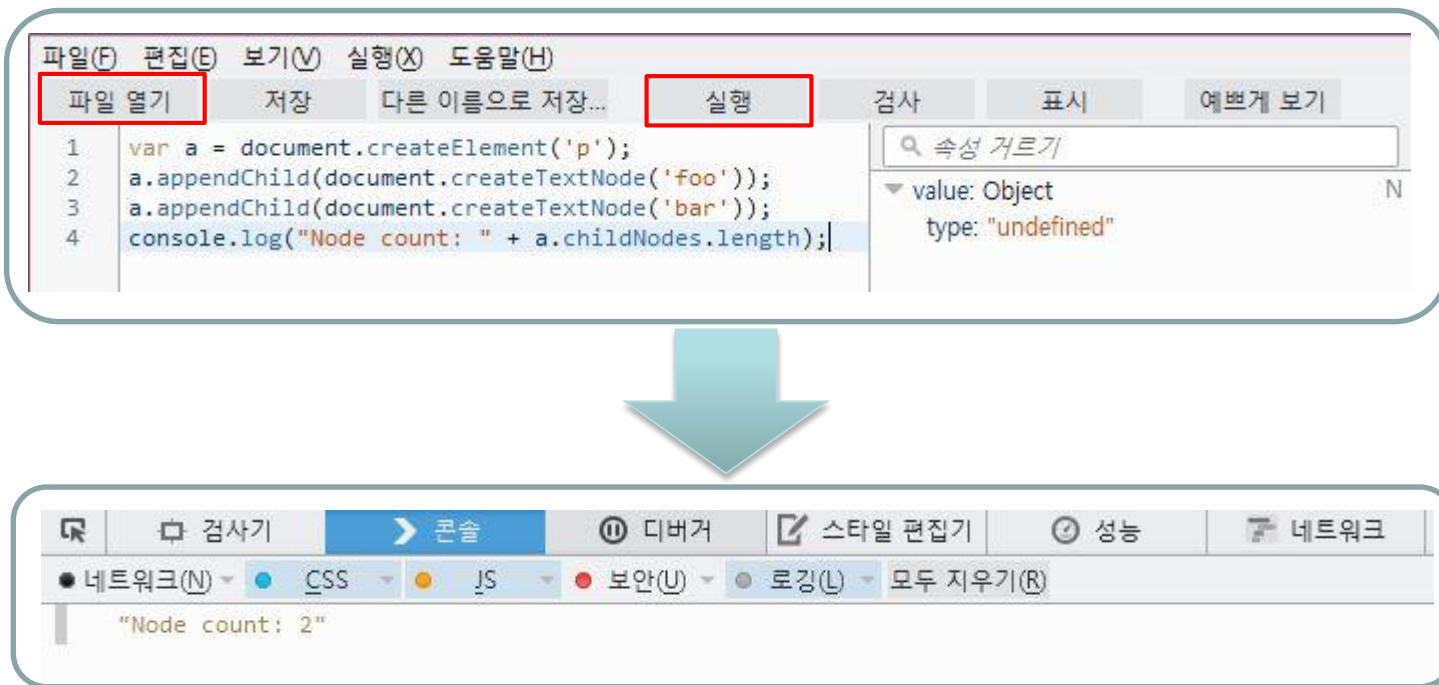 파일(F) 편집(E) 보기(V) 실행(X) 도움말(H)
파일 열기 저장 다른 이름으로 저장... 실행 검사 표시 예쁘게 보기
1 var a = document.createElement('p');
2 a.appendChild(document.createTextNode('foo'));
3 a.appendChild(document.createTextNode('bar'));
4 console.log("Node count: " + a.childNodes.length);
속성 거르기
value: Object N
type: "undefined"
검사기 콘솔 디버거 스타일 편집기 성능 네트워크
네트워크(N) CSS JS 보안(U) 로깅(L) 모두 지우기(R)
"Node count: 2"